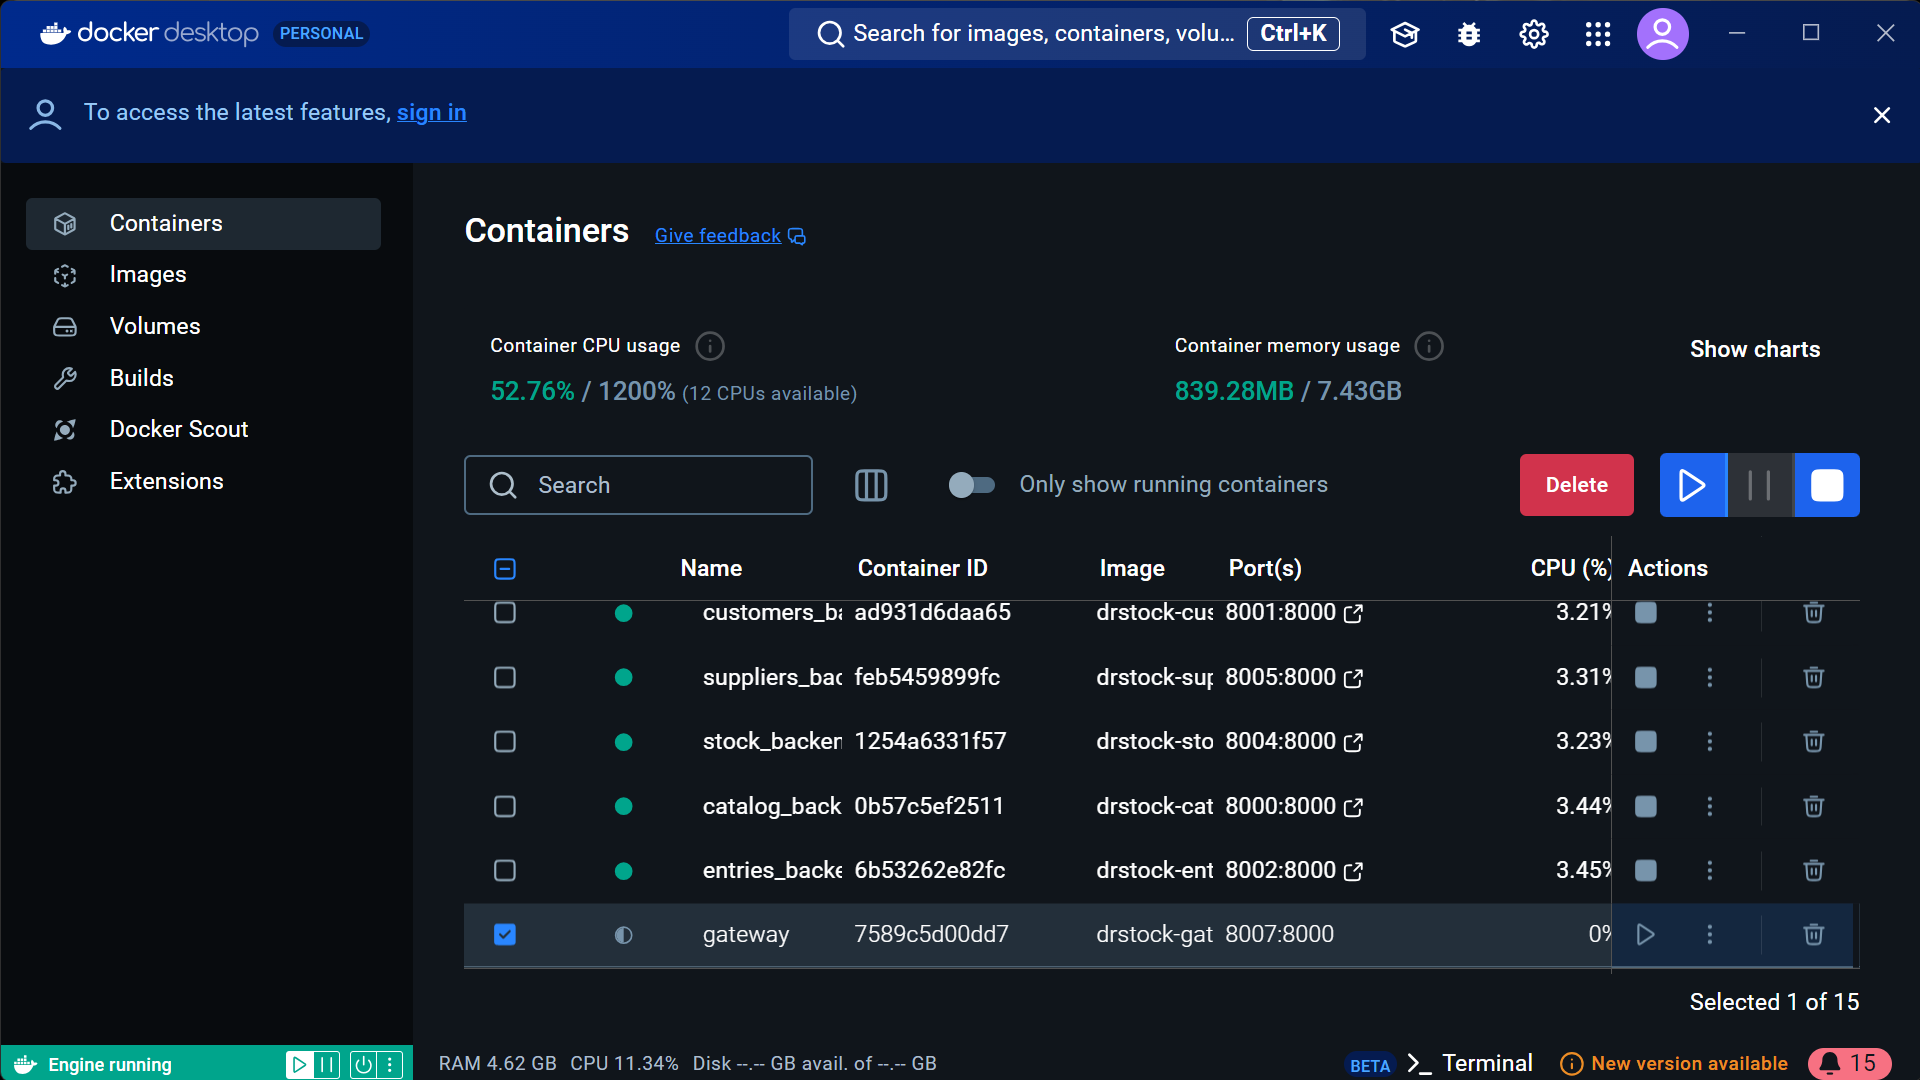 docker desktop PERSONAL Search for images, containers, volu... Ctrl+K
To access the latest features, sign in
Containers
Images
Volumes
Builds
Docker Scout
Extensions
Containers Give feedback
Container CPU usage
52.76% / 1200% (12 CPUs available)
Container memory usage
839.28MB / 7.43GB
Show charts
Search Only show running containers Delete
Name Container ID Image Port(s) CPU (%) Actions
customers_ba ad931d6daa65 drstock-cus 8001:8000 3.21%
suppliers_bac feb5459899fc drstock-sup 8005:8000 3.31%
stock_backen 1254a6331f57 drstock-sto 8004:8000 3.23%
catalog_back 0b57c5ef2511 drstock-cat 8000:8000 3.44%
entries_backe 6b53262e82fc drstock-ent 8002:8000 3.45%
gateway 7589c5d00dd7 drstock-gat 8007:8000 0%
Selected 1 of 15
Engine running RAM 4.62 GB CPU 11.34% Disk --.-- GB avail. of --.-- GB BETA Terminal New version available 15